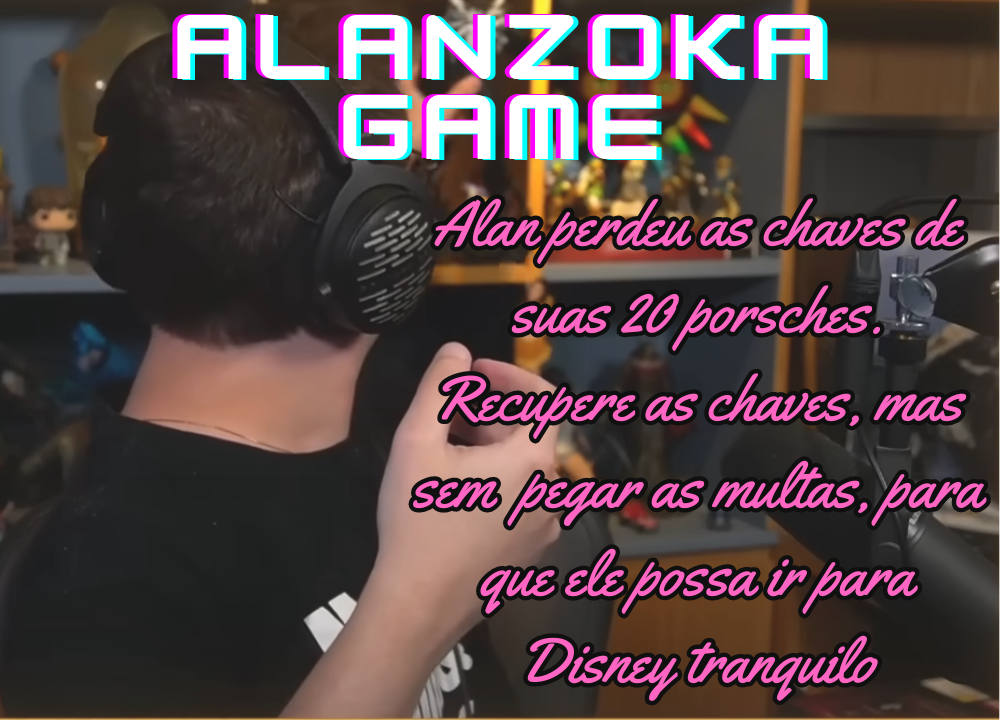 ALANZOKA
GAME
Alan perdeu as chaves de
suas 20 porsches.
Recupere as chaves, mas
sem pegar as multas, para
que ele possa ir para
Disney tranquilo